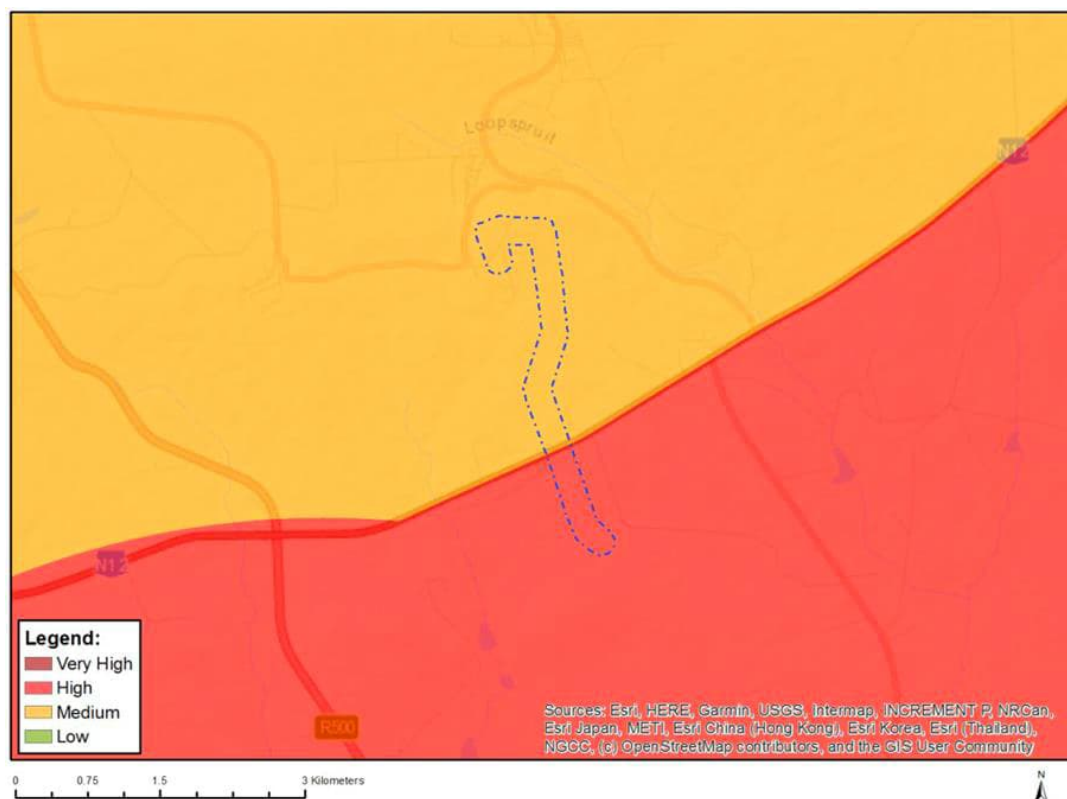 Loopspruit
N12
N12
R500
Legend:
Very High
High
Medium
Low
Sources: Esri, HERE, Garmin, USGS, Intermap, INCREMENT P, NRCan,
Esri Japan, METI, Esri China (Hong Kong), Esri Korea, Esri (Thailand),
NGCC, (c) OpenStreetMap contributors, and the GIS User Community
0 0.75 1.5 3 Kilometers
N